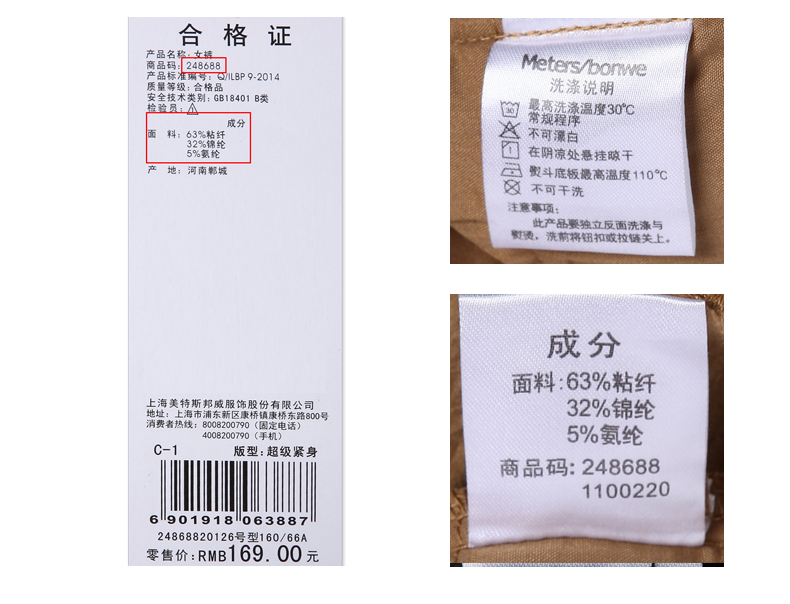 合格证
产品名称:女裤
商品码:248688
产品标准编号:Q/ILBP 9-2014
质量等级:合格品
安全技术类别:GB18401 B类
检验员:
成分
面 料:63%粘纤
32%锦纶
5%氨纶
产 地:河南郸城
上海美特斯邦威服饰股份有限公司
地址:上海市浦东新区康桥镇康桥东路800号
消费者热线:8008200790(固定电话)
4008200790(手机)
C-1 版型:超级紧身
6 901918 063887
24868820126号型160/66A
零售价:RMB169.00元
Meters/bonwe
洗涤说明
最高洗涤温度30℃
常规程序
不可漂白
在阴凉处悬挂晾干
熨斗底板最高温度110℃
不可干洗
注意事项:
此产品要独立反面洗涤与
熨烫,洗前将钮扣或拉链关上。
成分
面料:63%粘纤
32%锦纶
5%氨纶
商品码:248688
1100220